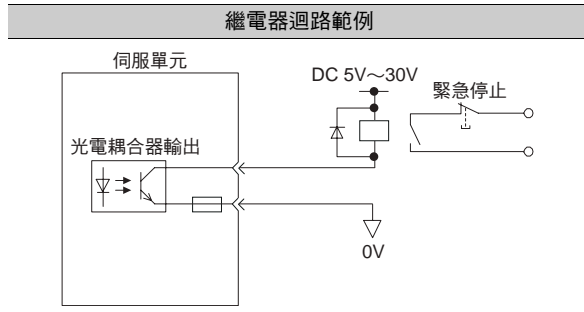 繼電器迴路範例
伺服單元
DC 5V～30V
緊急停止
光電耦合器輸出
0V